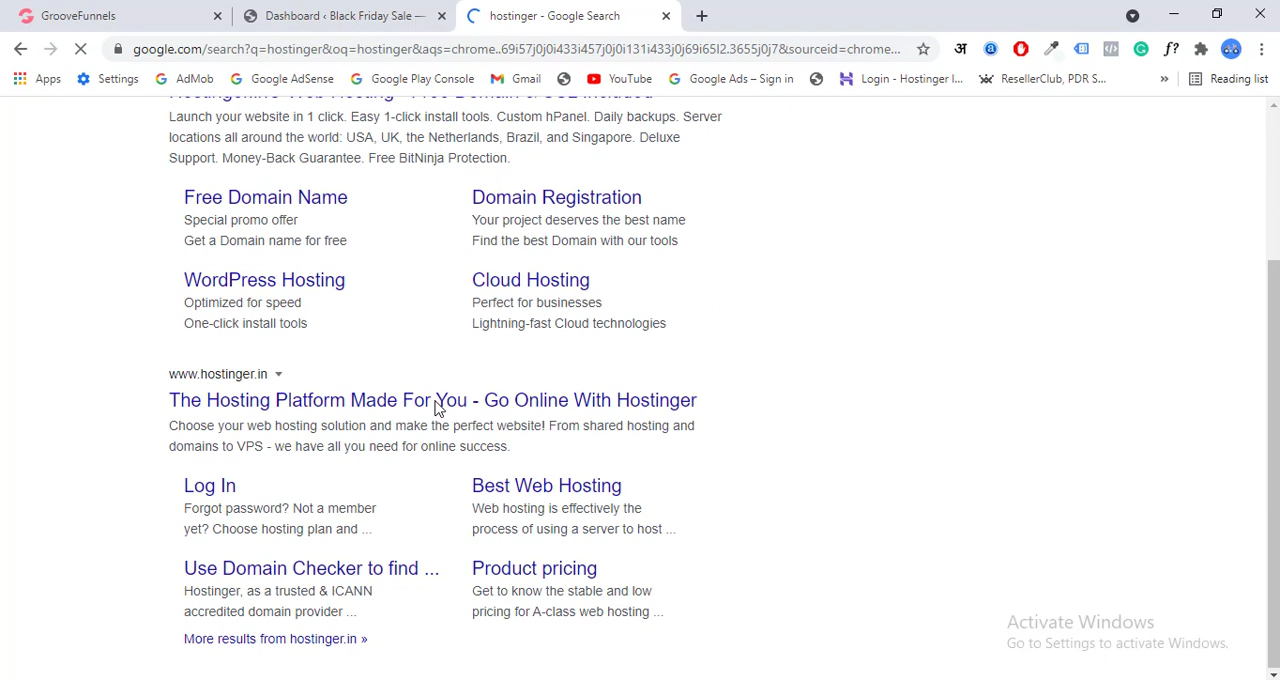 GrooveFunnels
Dashboard ‹ Black Friday Sale —
hostinger - Google Search
google.com/search?q=hostinger&oq=hostinger&aqs=chrome..69i57j0j0i433i457j0i131i433j0j69i65l2.3655j0j7&sourceid=chrome...
Apps
Settings
AdMob
Google AdSense
Google Play Console
Gmail
YouTube
Google Ads – Sign in
Login - Hostinger I...
ResellerClub, PDR S...
»
Reading list
Launch your website in 1 click. Easy 1-click install tools. Custom hPanel. Daily backups. Server
locations all around the world: USA, UK, the Netherlands, Brazil, and Singapore. Deluxe
Support. Money-Back Guarantee. Free BitNinja Protection.
Free Domain Name
Special promo offer
Get a Domain name for free
Domain Registration
Your project deserves the best name
Find the best Domain with our tools
WordPress Hosting
Optimized for speed
One-click install tools
Cloud Hosting
Perfect for businesses
Lightning-fast Cloud technologies
www.hostinger.in
The Hosting Platform Made For You - Go Online With Hostinger
Choose your web hosting solution and make the perfect website! From shared hosting and
domains to VPS - we have all you need for online success.
Log In
Forgot password? Not a member
yet? Choose hosting plan and ...
Best Web Hosting
Web hosting is effectively the
process of using a server to host ...
Use Domain Checker to find ...
Hostinger, as a trusted & ICANN
accredited domain provider ...
Product pricing
Get to know the stable and low
pricing for A-class web hosting ...
More results from hostinger.in »
Activate Windows
Go to Settings to activate Windows.